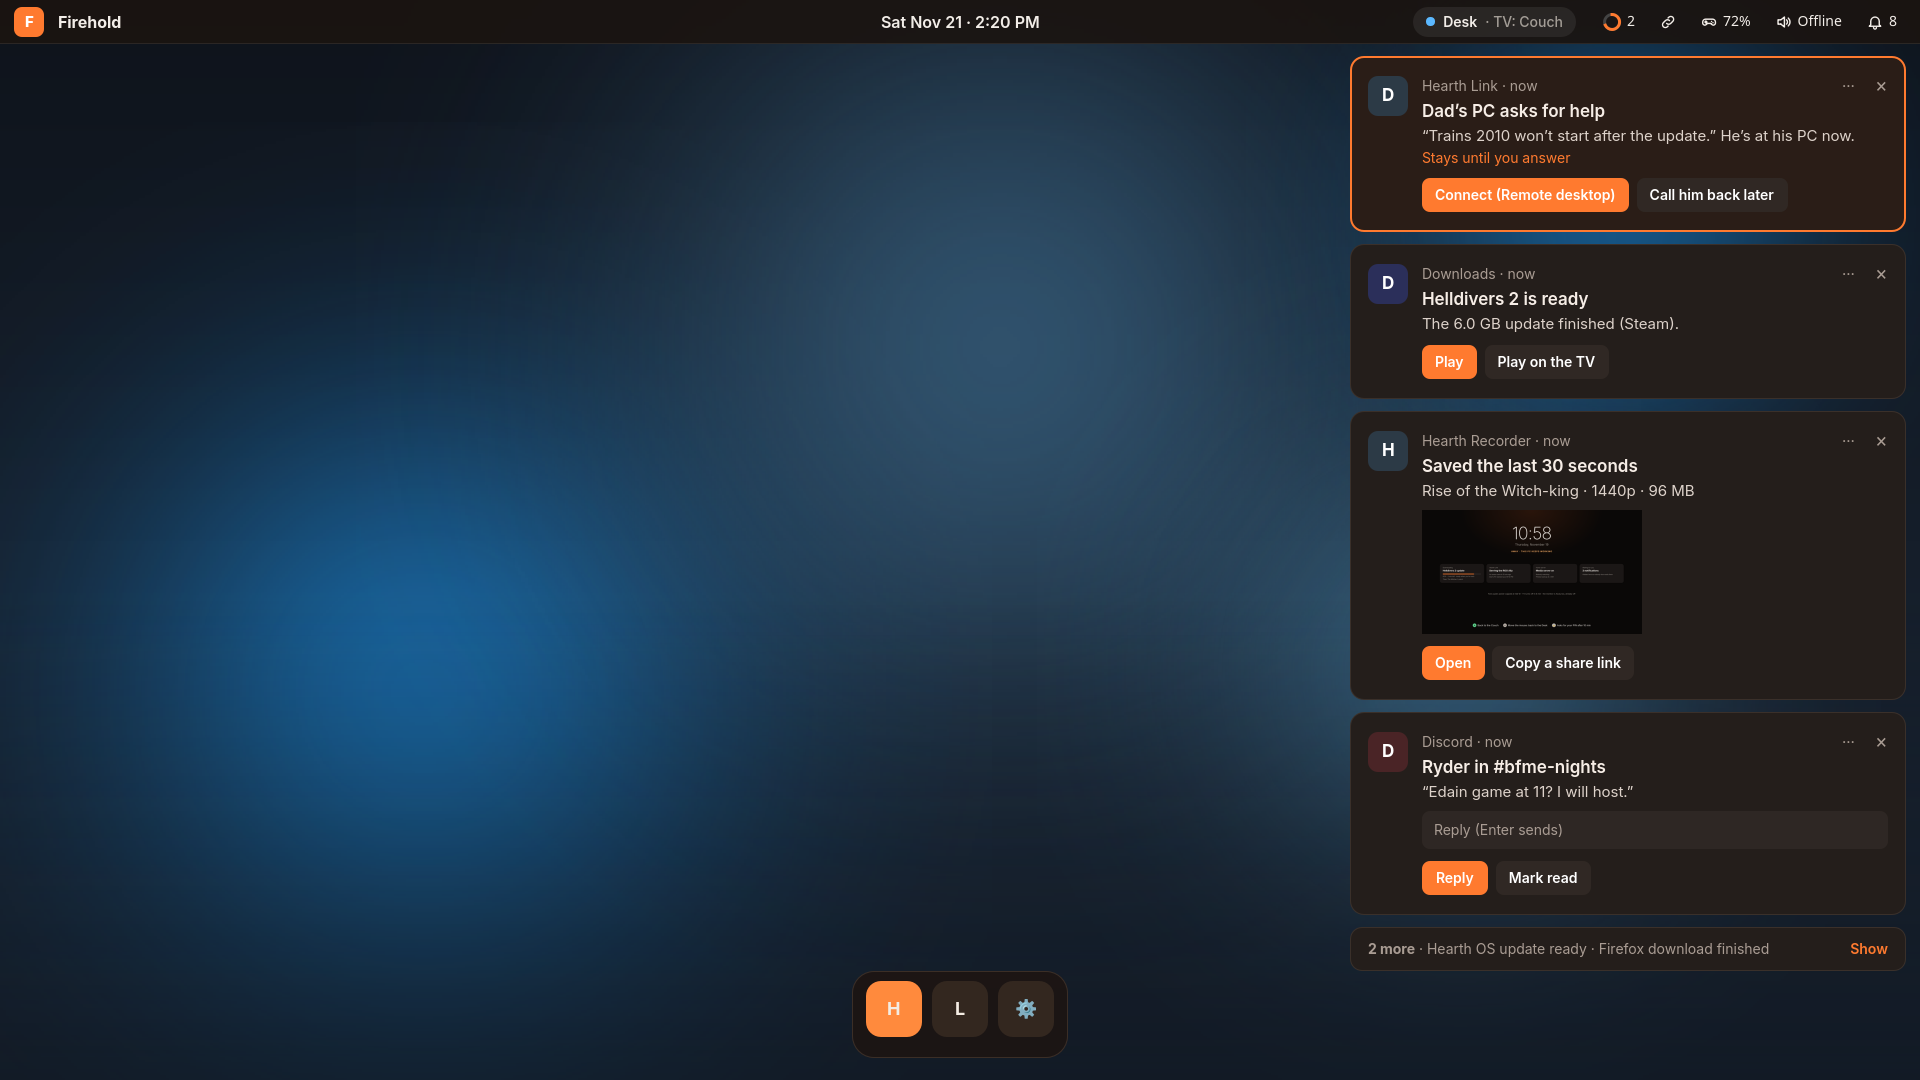 F Firehold
Sat Nov 21 · 2:20 PM
Desk · TV: Couch
2
72%
Offline
8
D
Hearth Link · now
Dad’s PC asks for help
“Trains 2010 won’t start after the update.” He’s at his PC now.
Stays until you answer
Connect (Remote desktop)
Call him back later
D
Downloads · now
Helldivers 2 is ready
The 6.0 GB update finished (Steam).
Play
Play on the TV
H
Hearth Recorder · now
Saved the last 30 seconds
Rise of the Witch-king · 1440p · 96 MB
10:58
Open
Copy a share link
D
Discord · now
Ryder in #bfme-nights
“Edain game at 11? I will host.”
Reply (Enter sends)
Reply
Mark read
2 more · Hearth OS update ready · Firefox download finished
Show
H
L